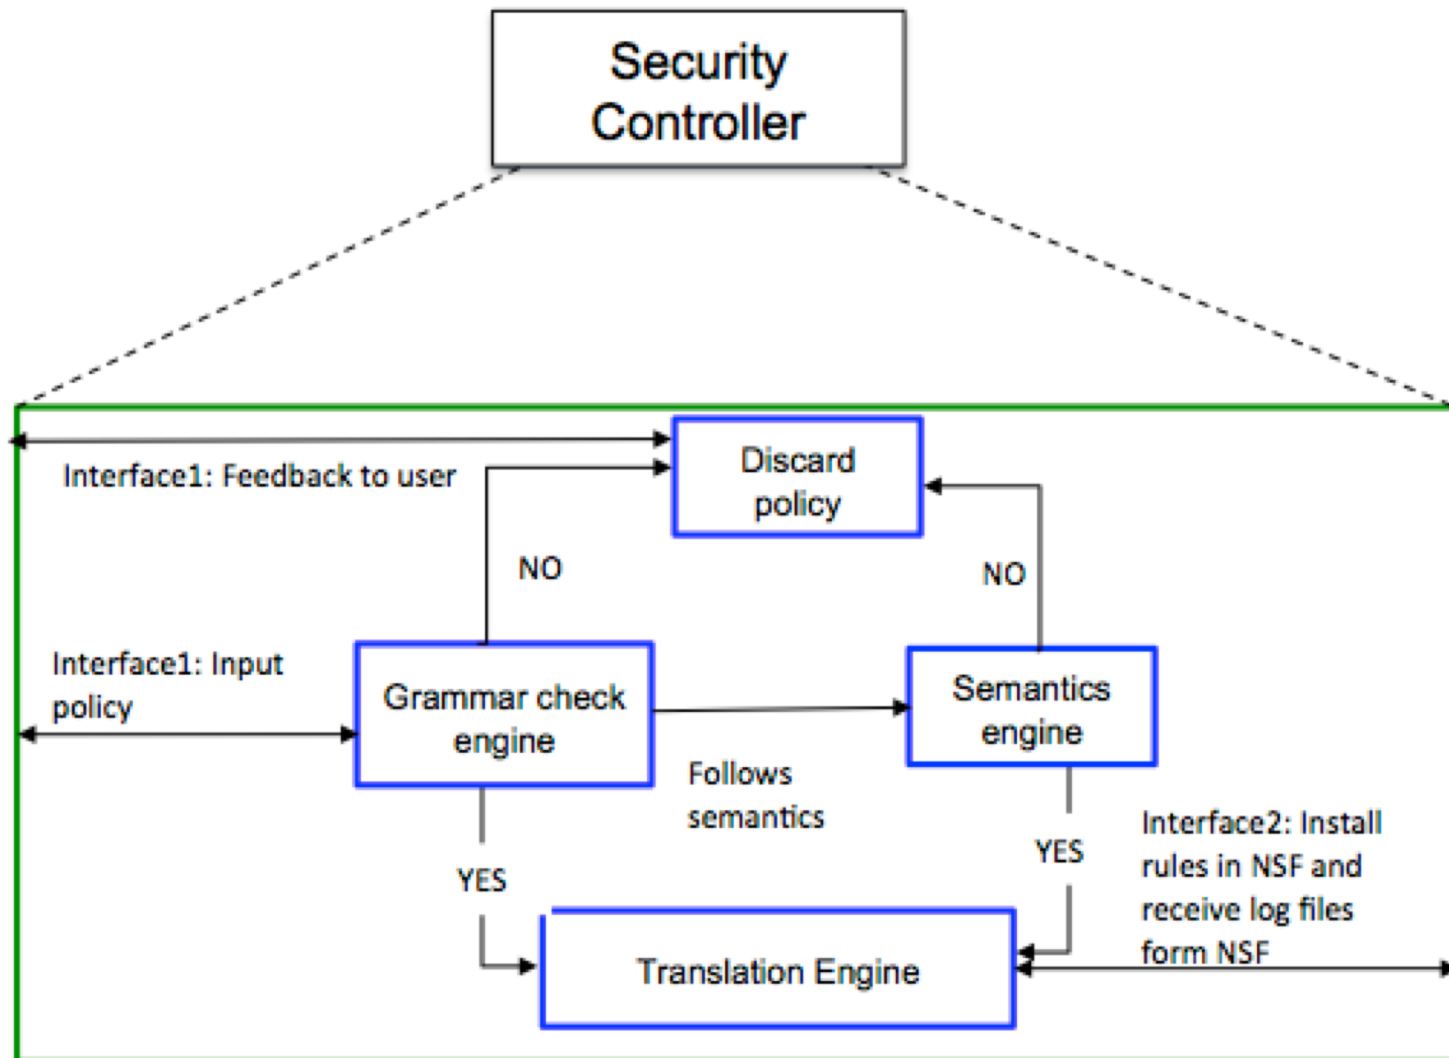 Security
Controller
Interface1: Feedback to user
Discard
policy
NO
NO
Interface1: Input
policy
Grammar check
engine
Semantics
engine
Follows
semantics
YES
YES
Interface2: Install
rules in NSF and
receive log files
form NSF
Translation Engine